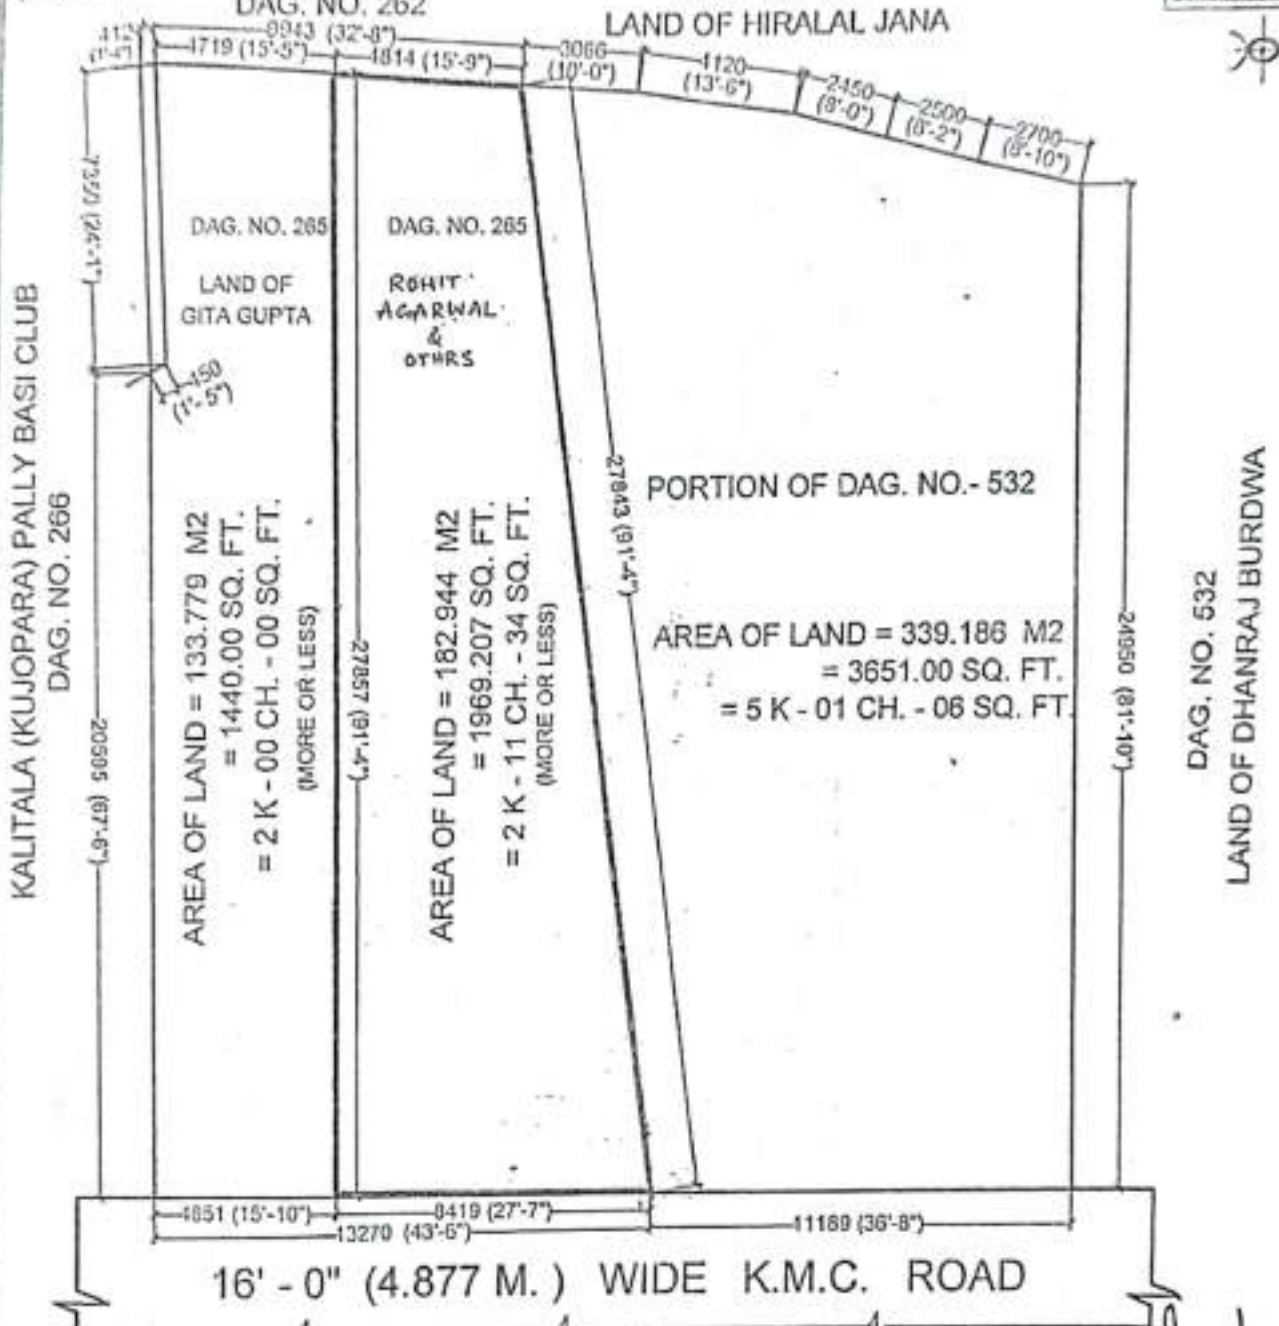 DAG. NO. 262
LAND OF HIRALAL JANA
412
(1'-4")
9943 (32'-8")
4719 (15'-5")
4814 (15'-9")
3066
(10'-0")
4120
(13'-6")
2450
(8'-0")
2500
(8'-2")
2700
(8'-10")
7350 (24'-1")
DAG. NO. 265
LAND OF
GITA GUPTA
DAG. NO. 265
ROHIT
AGARWAL
&
OTHRS
450
(1'-5")
KALITALA (KUJOPARA) PALLY BASI CLUB
DAG. NO. 266
20595 (67'-6")
AREA OF LAND = 133.779 M2
= 1440.00 SQ. FT.
= 2 K - 00 CH. - 00 SQ. FT.
(MORE OR LESS)
27857 (91'-4")
AREA OF LAND = 182.944 M2
= 1969.207 SQ. FT.
= 2 K - 11 CH. - 34 SQ. FT.
(MORE OR LESS)
27843 (91'-4")
PORTION OF DAG. NO.- 532
AREA OF LAND = 339.186 M2
= 3651.00 SQ. FT.
= 5 K - 01 CH. - 06 SQ. FT.
24950 (81'-10")
DAG. NO. 532
LAND OF DHANRAJ BURDWA
4851 (15'-10")
8419 (27'-7")
13270 (43'-6")
11189 (36'-8")
16' - 0" (4.877 M. ) WIDE K.M.C. ROAD